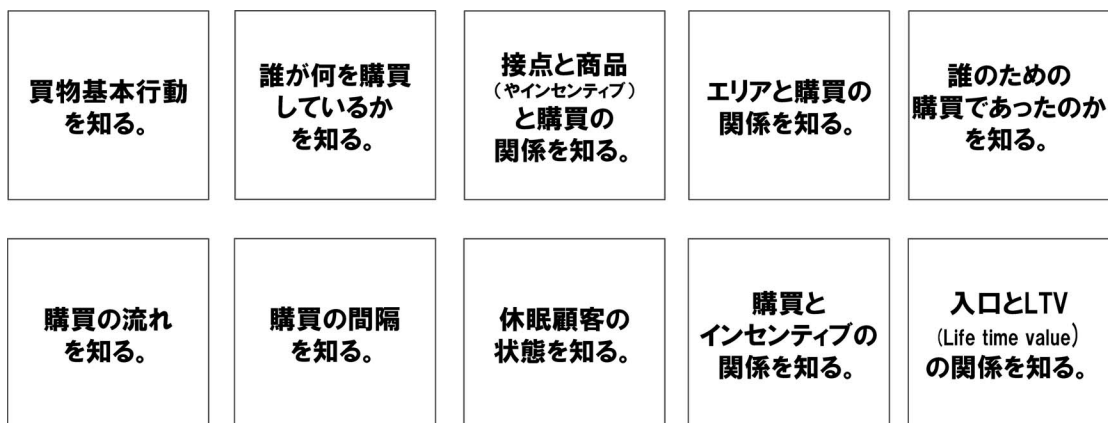 買物基本行動
を知る。
誰が何を購買
しているか
を知る。
接点と商品
(やインセンティブ)
と購買の
関係を知る。
エリアと購買の
関係を知る。
誰のための
購買であったのか
を知る。
購買の流れ
を知る。
購買の間隔
を知る。
休眠顧客の
状態を知る。
購買と
インセンティブの
関係を知る。
入口とLTV
(Life time value)
の関係を知る。